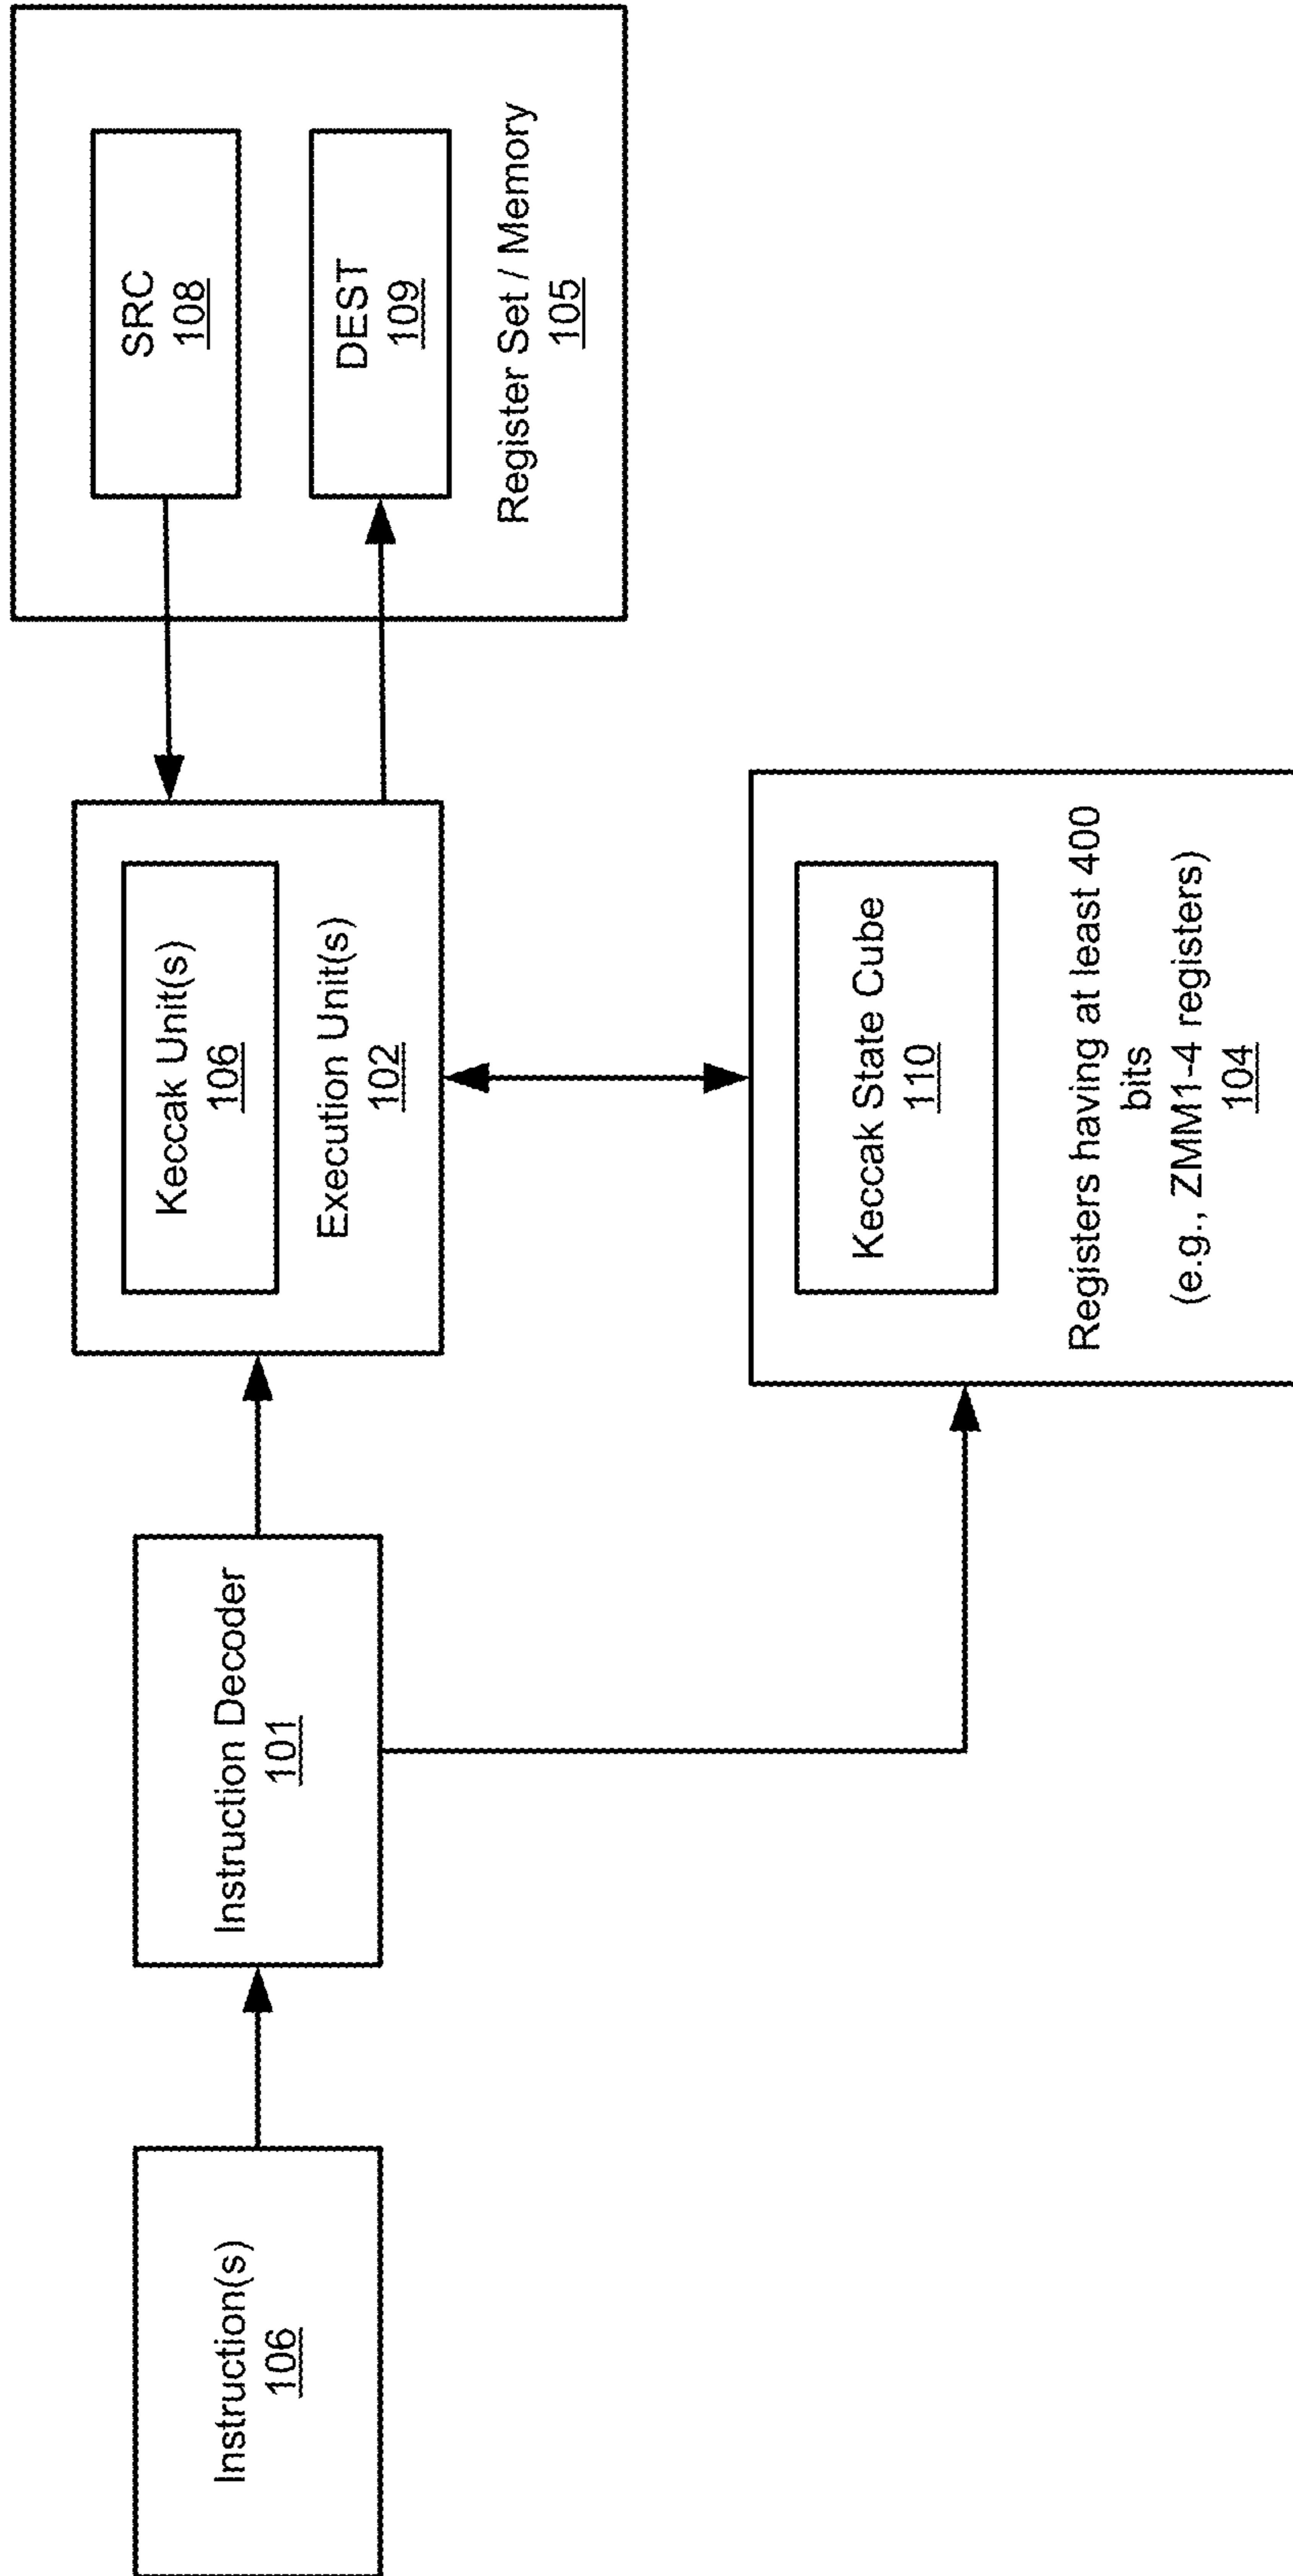 Instruction(s)
106
Instruction Decoder
101
Keccak Unit(s)
106
Execution Unit(s)
102
SRC
108
DEST
109
Register Set / Memory
105
Keccak State Cube
110
Registers having at least 400
bits
(e.g., ZMM1-4 registers)
104